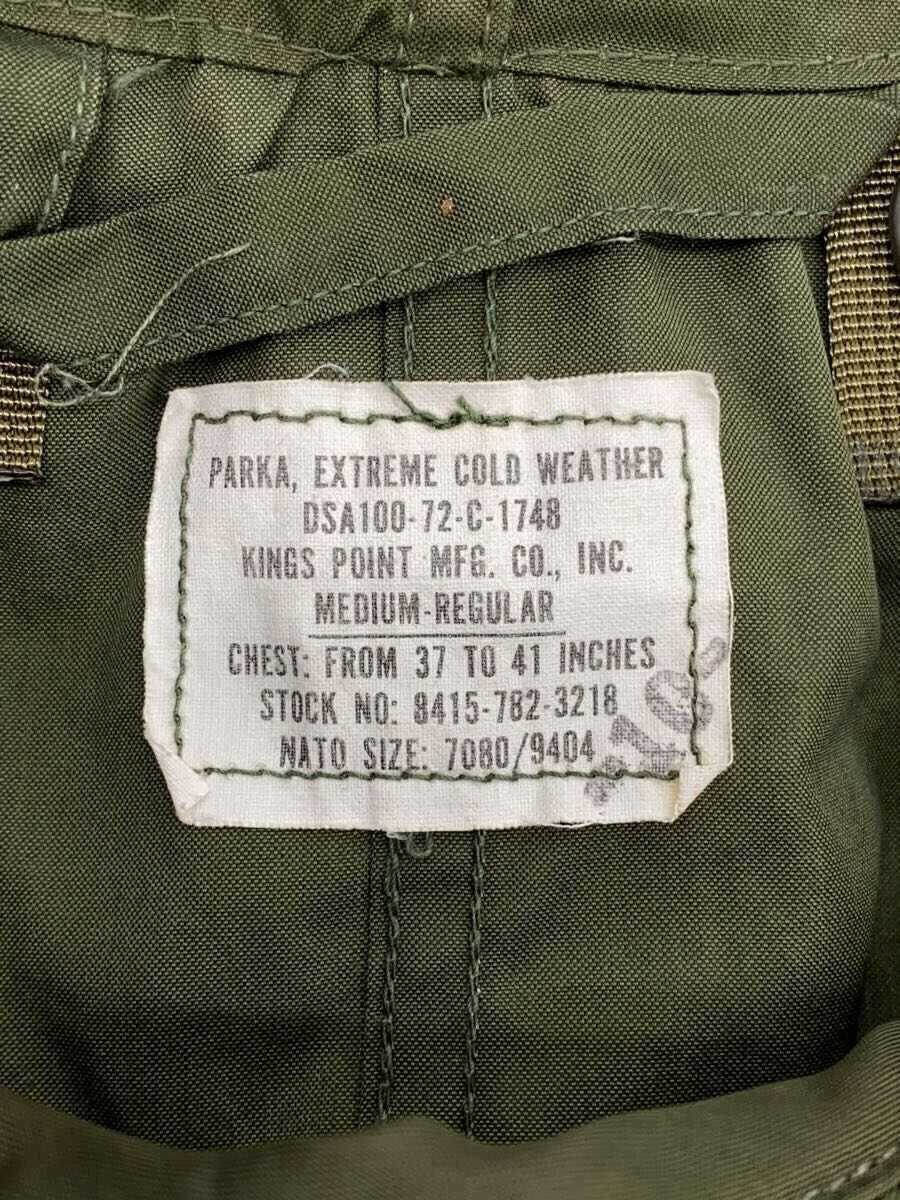 PARKA, EXTREME COLD WEATHER
DSA100-72-C-1748
KINGS POINT MFG. CO., INC.
MEDIUM-REGULAR
CHEST: FROM 37 TO 41 INCHES
STOCK NO: 8415-782-3218
NATO SIZE: 7080/9404